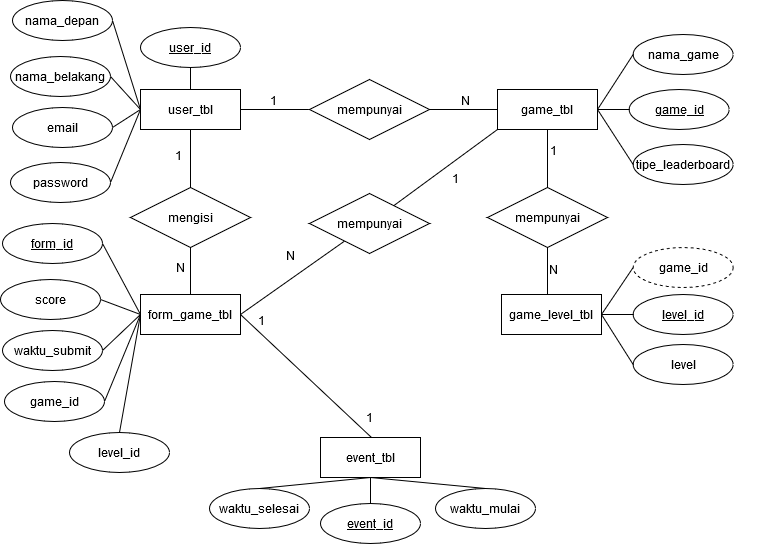 nama_depan
user_id
nama_game
nama_belakang
user_tbl
1
mempunyai
N
game_tbl
game_id
email
1
1
tipe_leaderboard
password
1
mengisi
mempunyai
mempunyai
form_id
N
N
N
game_id
score
form_game_tbl
1
game_level_tbl
level_id
waktu_submit
level
game_id
1
level_id
event_tbl
waktu_selesai
event_id
waktu_mulai